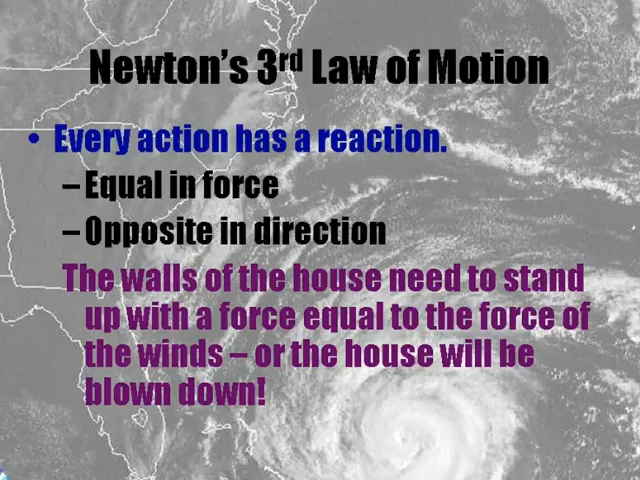 Newton's 3rd Law of Motion
• Every action has a reaction.
– Equal in force
– Opposite in direction
The walls of the house need to stand
up with a force equal to the force of
the winds – or the house will be
blown down!